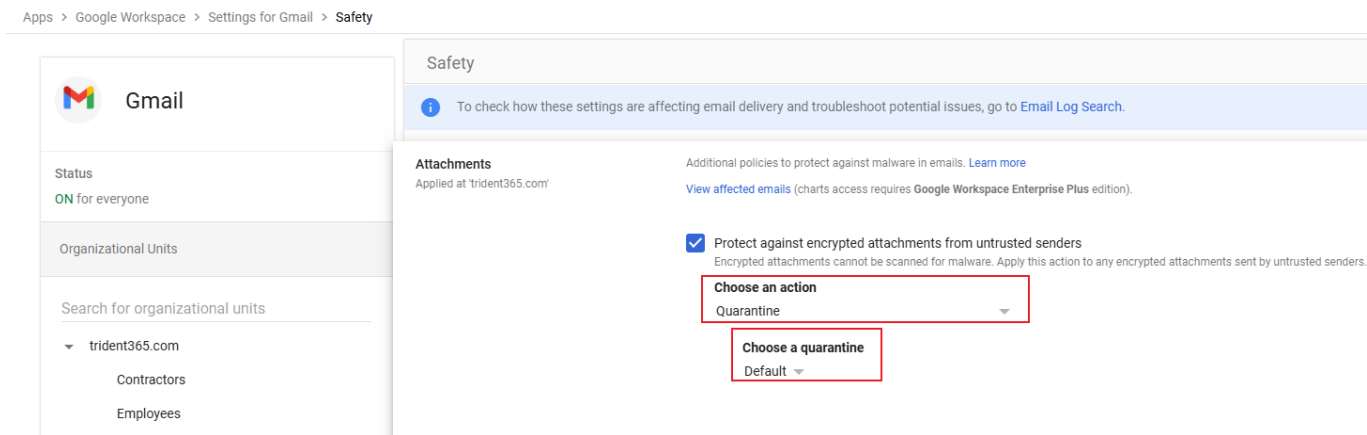 Apps > Google Workspace > Settings for Gmail > Safety
Gmail
Status
ON for everyone
Organizational Units
Search for organizational units
trident365.com
Contractors
Employees
Safety
To check how these settings are affecting email delivery and troubleshoot potential issues, go to Email Log Search.
Attachments
Applied at 'trident365.com'
Additional policies to protect against malware in emails. Learn more
View affected emails (charts access requires Google Workspace Enterprise Plus edition).
Protect against encrypted attachments from untrusted senders
Encrypted attachments cannot be scanned for malware. Apply this action to any encrypted attachments sent by untrusted senders.
Choose an action
Quarantine
Choose a quarantine
Default